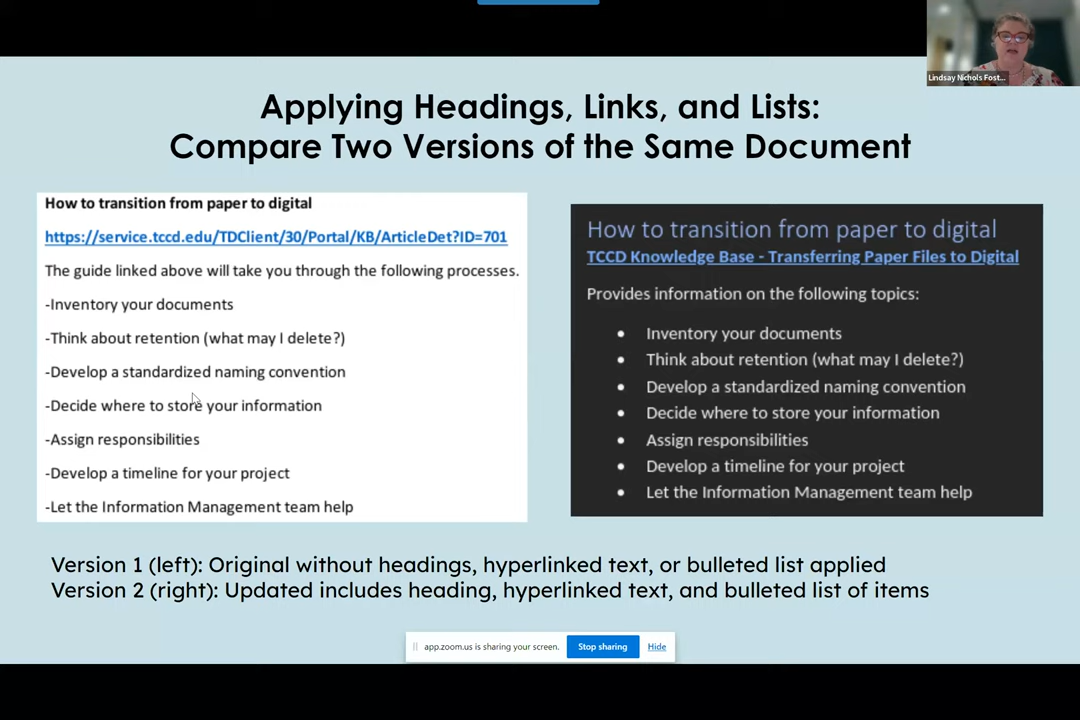 Lindsay Nichols Fost...
Applying Headings, Links, and Lists:
Compare Two Versions of the Same Document
How to transition from paper to digital
https://service.tccd.edu/TDClient/30/Portal/KB/ArticleDet?ID=701
The guide linked above will take you through the following processes.
-Inventory your documents
-Think about retention (what may I delete?)
-Develop a standardized naming convention
-Decide where to store your information
-Assign responsibilities
-Develop a timeline for your project
-Let the Information Management team help
How to transition from paper to digital
TCCD Knowledge Base - Transferring Paper Files to Digital
Provides information on the following topics:
• Inventory your documents
• Think about retention (what may I delete?)
• Develop a standardized naming convention
• Decide where to store your information
• Assign responsibilities
• Develop a timeline for your project
• Let the Information Management team help
Version 1 (left): Original without headings, hyperlinked text, or bulleted list applied
Version 2 (right): Updated includes heading, hyperlinked text, and bulleted list of items
app.zoom.us is sharing your screen.
Stop sharing
Hide